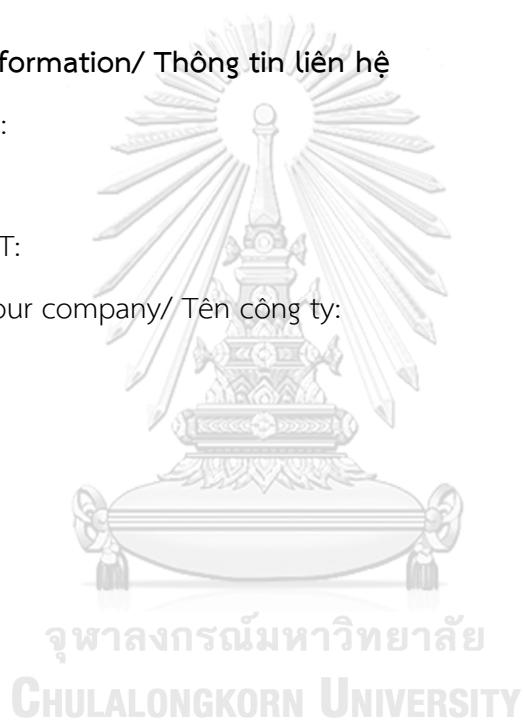 formation/ Thông tin liên hệ
:
T:
our company/ Tên công ty:
จุฬาลงกรณ์มหาวิทยาลัย
CHULALONGKORN UNIVERSITY